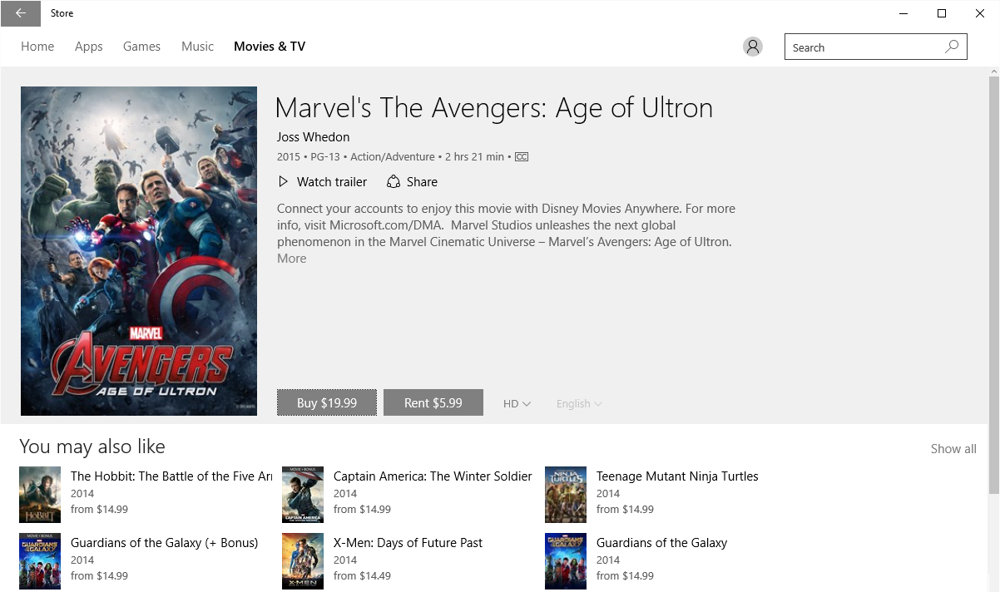 Store
Home Apps Games Music Movies & TV
Search
Marvel's The Avengers: Age of Ultron
Joss Whedon
2015 • PG-13 • Action/Adventure • 2 hrs 21 min • CC
Watch trailer Share
Connect your accounts to enjoy this movie with Disney Movies Anywhere. For more
info, visit Microsoft.com/DMA.  Marvel Studios unleashes the next global
phenomenon in the Marvel Cinematic Universe – Marvel’s Avengers: Age of Ultron.
More
MARVEL
AVENGERS
AGE OF ULTRON
Buy $19.99 Rent $5.99 HD English
You may also like
Show all
The Hobbit: The Battle of the Five Ar
2014
from $14.99
HOBBIT
MOVIE + BONUS
CAPTAIN AMERICA
Captain America: The Winter Soldier
2014
from $14.99
NINJA
TURTLES
Teenage Mutant Ninja Turtles
2014
from $14.99
MOVIE + BONUS
GUARDIANS
GALAXY
Guardians of the Galaxy (+ Bonus)
2014
from $14.99
X-MEN
X-Men: Days of Future Past
2014
from $14.49
GUARDIANS
GALAXY
Guardians of the Galaxy
2014
from $14.99